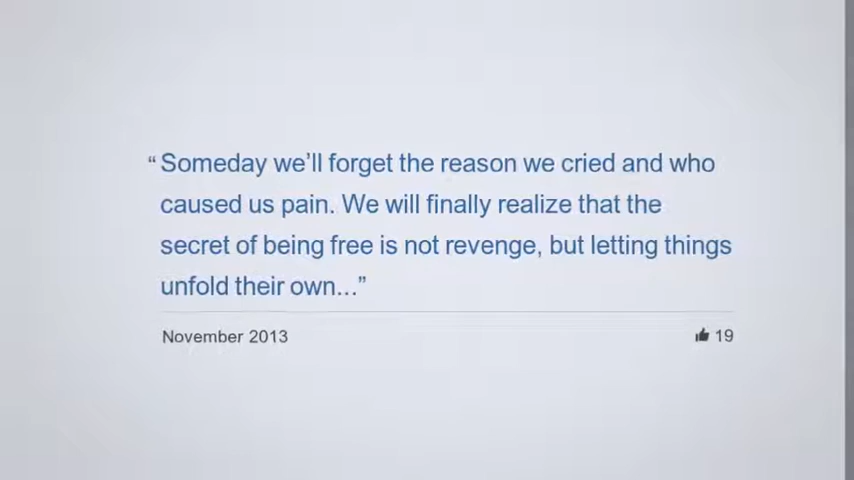 “Someday we’ll forget the reason we cried and who
caused us pain. We will finally realize that the
secret of being free is not revenge, but letting things
unfold their own...”
November 2013
19